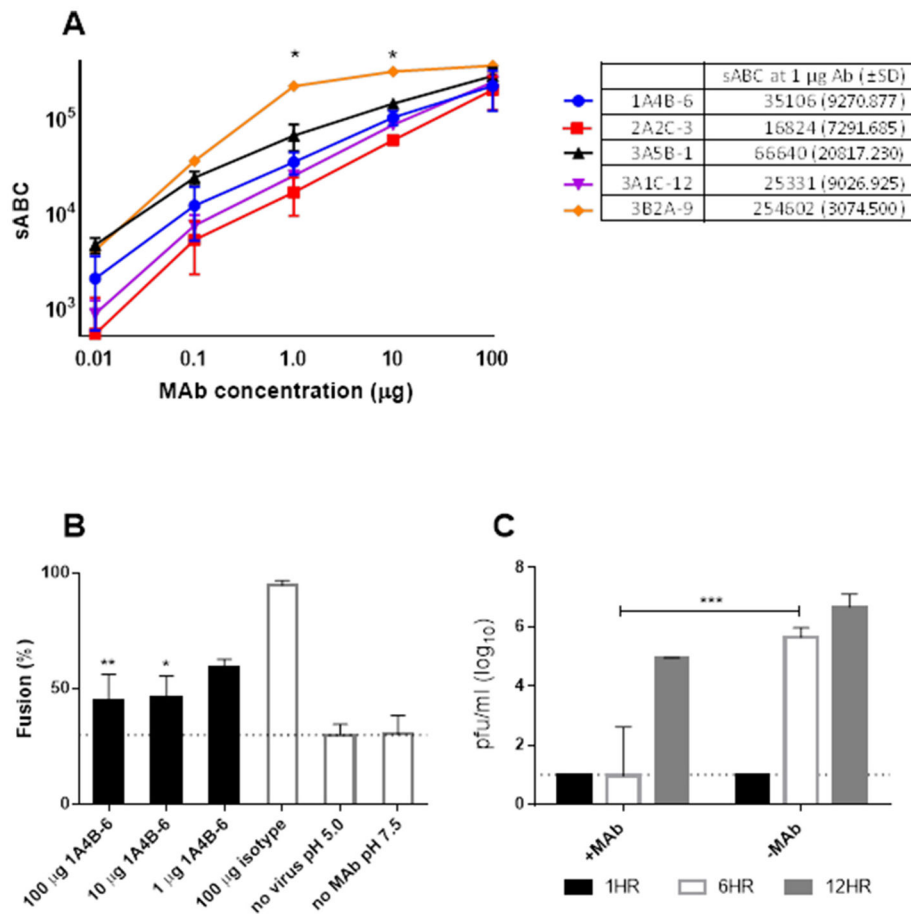 A
* *
sABC
10^5
10^4
10^3
0.01 0.1 1.0 10 100
MAb concentration (μg)
sABC at 1 μg Ab (±SD)
1A4B-6 35106 (9270.877)
2A2C-3 16824 (7291.685)
3A5B-1 66640 (20817.230)
3A1C-12 25331 (9026.925)
3B2A-9 254602 (3074.500)
B
Fusion (%)
100
50
0
** *
100 μg 1A4B-6
10 μg 1A4B-6
1 μg 1A4B-6
100 μg isotype
no virus pH 5.0
no MAb pH 7.5
C
pfu/ml (log10)
8
6
4
2
0
***
+MAb
-MAb
1HR 6HR 12HR